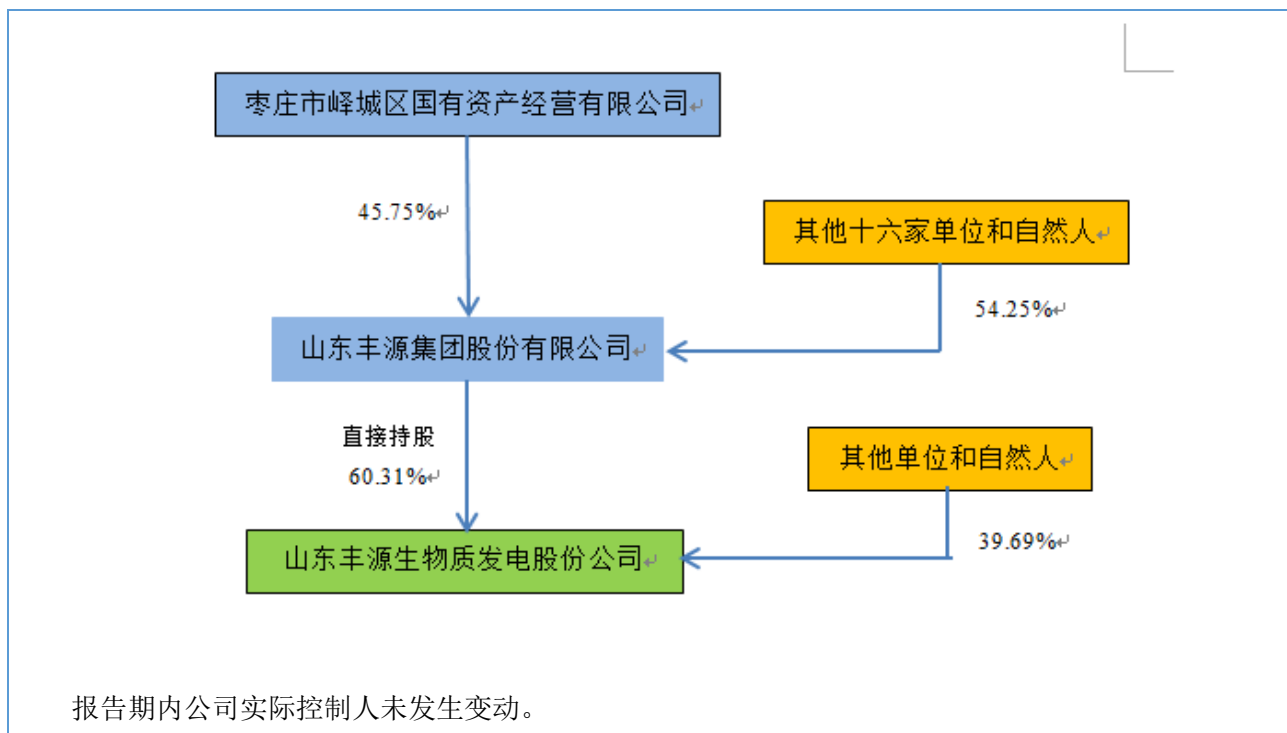 枣庄市峄城区国有资产经营有限公司
45.75%
其他十六家单位和自然人
54.25%
山东丰源集团股份有限公司
直接持股
60.31%
其他单位和自然人
39.69%
山东丰源生物质发电股份公司
报告期内公司实际控制人未发生变动。